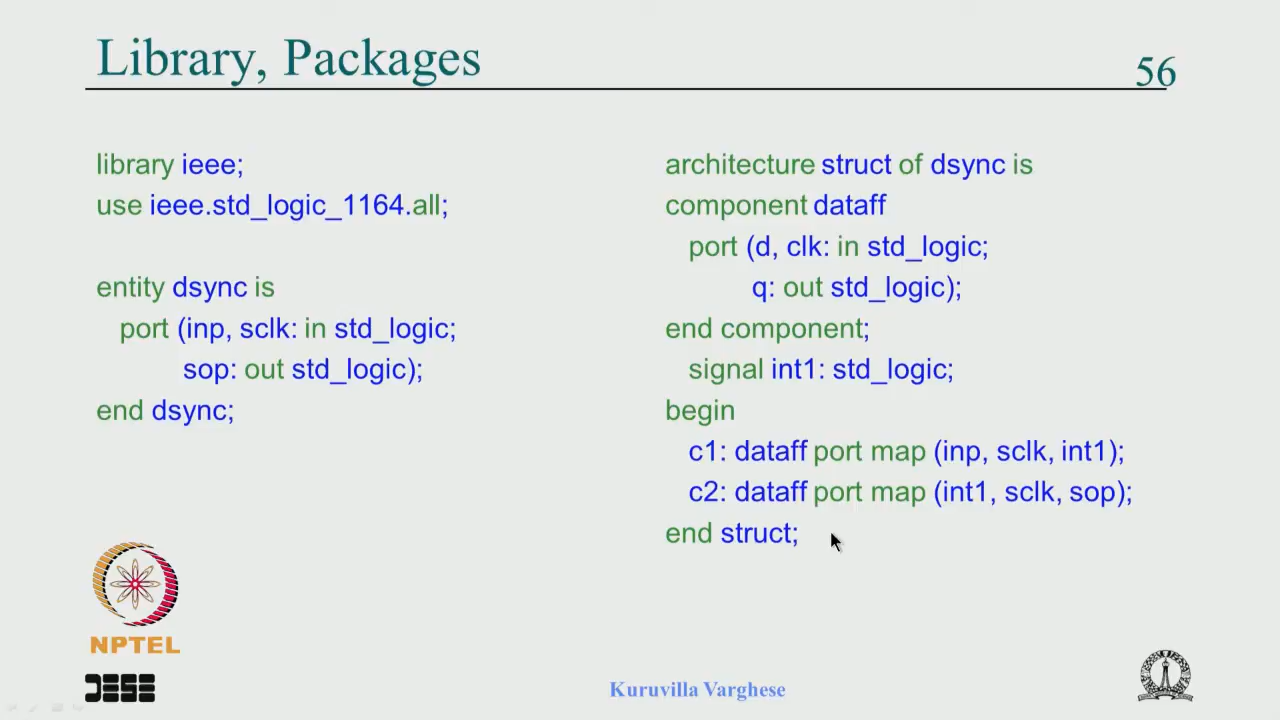 Library, Packages
56
library ieee;
use ieee.std_logic_1164.all;
entity dsync is
port (inp, sclk: in std_logic;
sop: out std_logic);
end dsync;
architecture struct of dsync is
component dataff
port (d, clk: in std_logic;
q: out std_logic);
end component;
signal int1: std_logic;
begin
c1: dataff port map (inp, sclk, int1);
c2: dataff port map (int1, sclk, sop);
end struct;
NPTEL
DESE
Kuruvilla Varghese